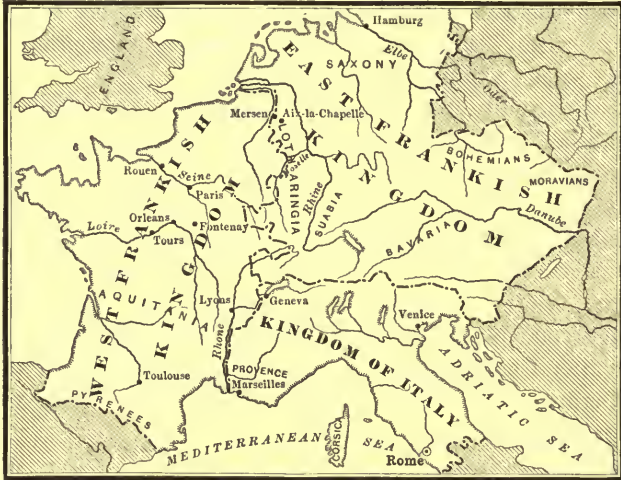 Hamburg
ENGLAND
Elbe
SAXONY
Oder
EAST FRANKISH KINGDOM
Mersen
Aix-la-Chapelle
LOTHARINGIA
BOHEMIANS
MORAVIANS
Rouen
Seine
Moselle
Paris
Rhine
SUABIA
Danube
Orleans
Fontenay
BAVARIA
Loire
Tours
WEST FRANKISH KINGDOM
AQUITANIA
Lyons
Geneva
Venice
Rhone
KINGDOM OF ITALY
PROVENCE
Toulouse
Marseilles
PYRENEES
ADRIATIC SEA
MEDITERRANEAN SEA
CORSICA
Rome